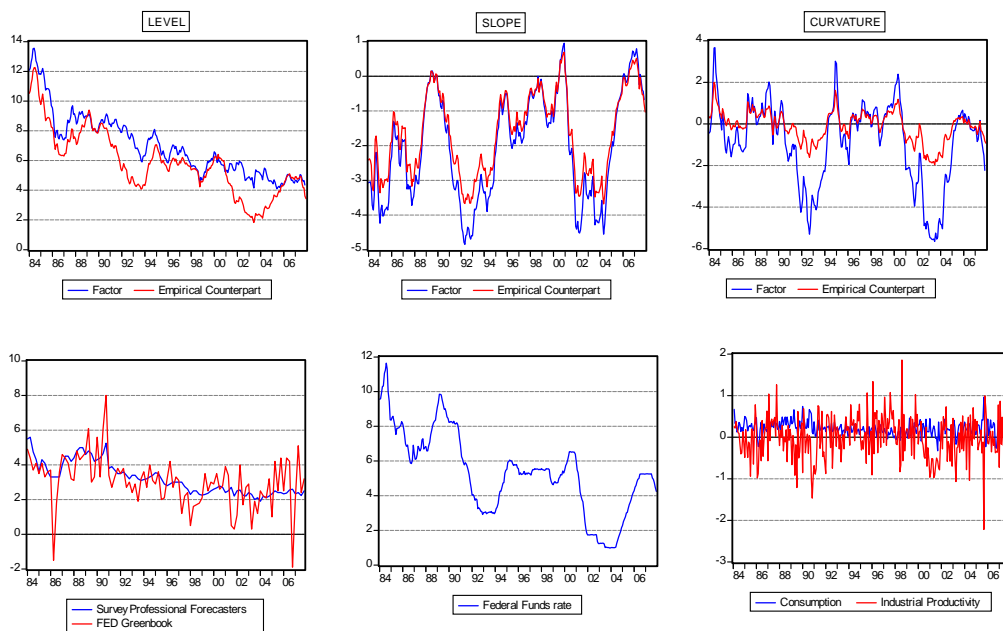 LEVEL
14
12
10
8
6
4
2
0
84 86 88 90 92 94 96 98 00 02 04 06
Factor Empirical Counterpart
SLOPE
1
0
-1
-2
-3
-4
-5
84 86 88 90 92 94 96 98 00 02 04 06
Factor Empirical Counterpart
CURVATURE
4
2
0
-2
-4
-6
84 86 88 90 92 94 96 98 00 02 04 06
Factor Empirical Counterpart
10
8
6
4
2
0
-2
84 86 88 90 92 94 96 98 00 02 04 06
Survey Professional Forecasters
FED Greenbook
12
10
8
6
4
2
0
84 86 88 90 92 94 96 98 00 02 04 06
Federal Funds rate
2
1
0
-1
-2
-3
84 86 88 90 92 94 96 98 00 02 04 06
Consumption Industrial Productivity